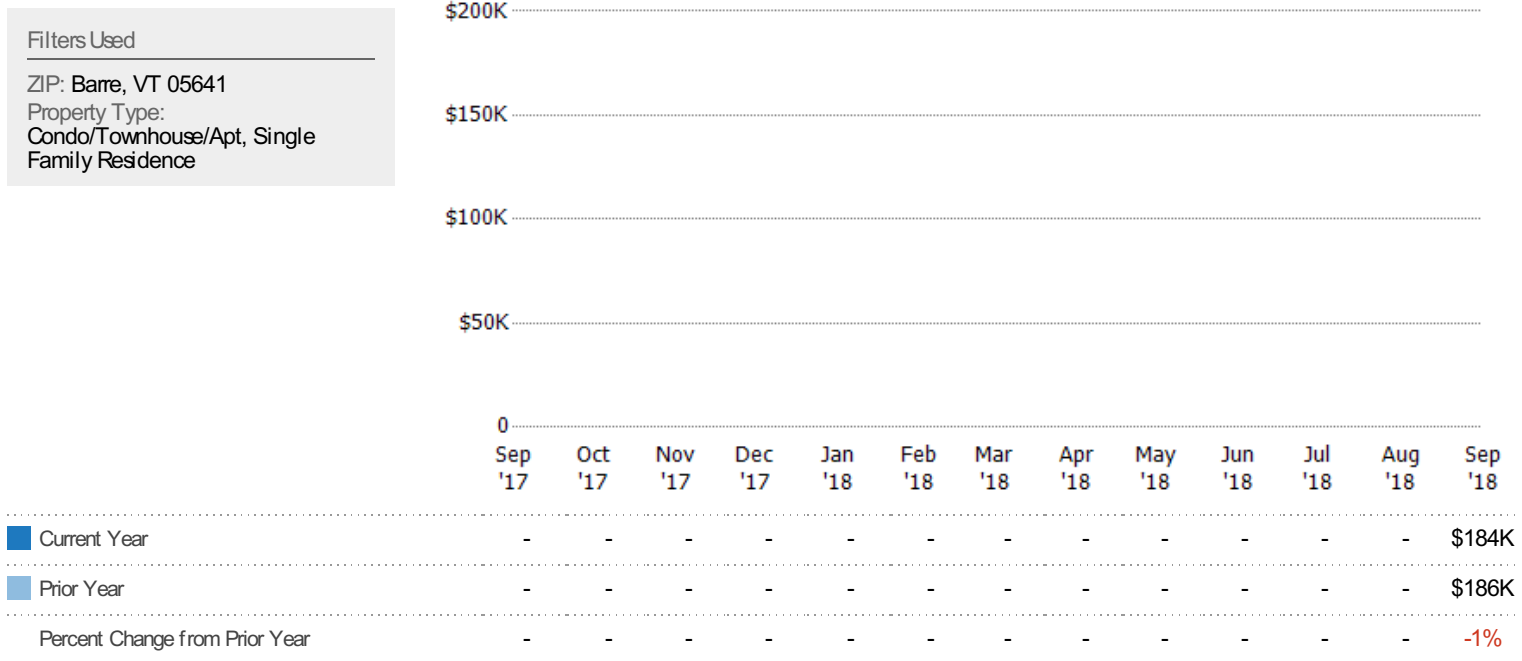 Filters Used
ZIP: Barre, VT 05641
Property Type:
Condo/Townhouse/Apt, Single
Family Residence
$200K
$150K
$100K
$50K
0
Sep Oct Nov Dec Jan Feb Mar Apr May Jun Jul Aug Sep
'17 '17 '17 '17 '18 '18 '18 '18 '18 '18 '18 '18 '18
Current Year - - - - - - - - - - - - $184K
Prior Year - - - - - - - - - - - - $186K
Percent Change from Prior Year - - - - - - - - - - - - -1%